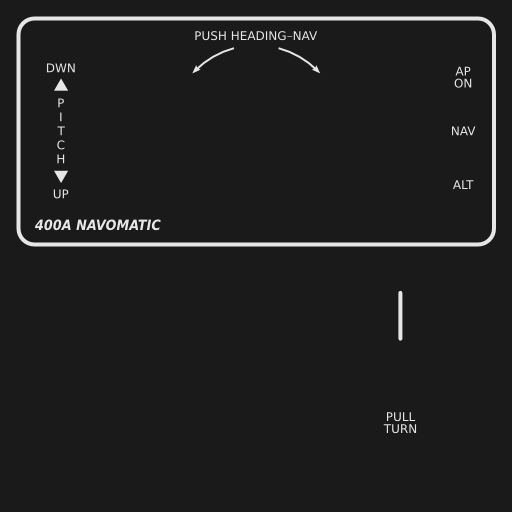 PUSH HEADING–NAV
DWN
P
I
T
C
H
UP
AP
ON
NAV
ALT
400A NAVOMATIC
PULL
TURN